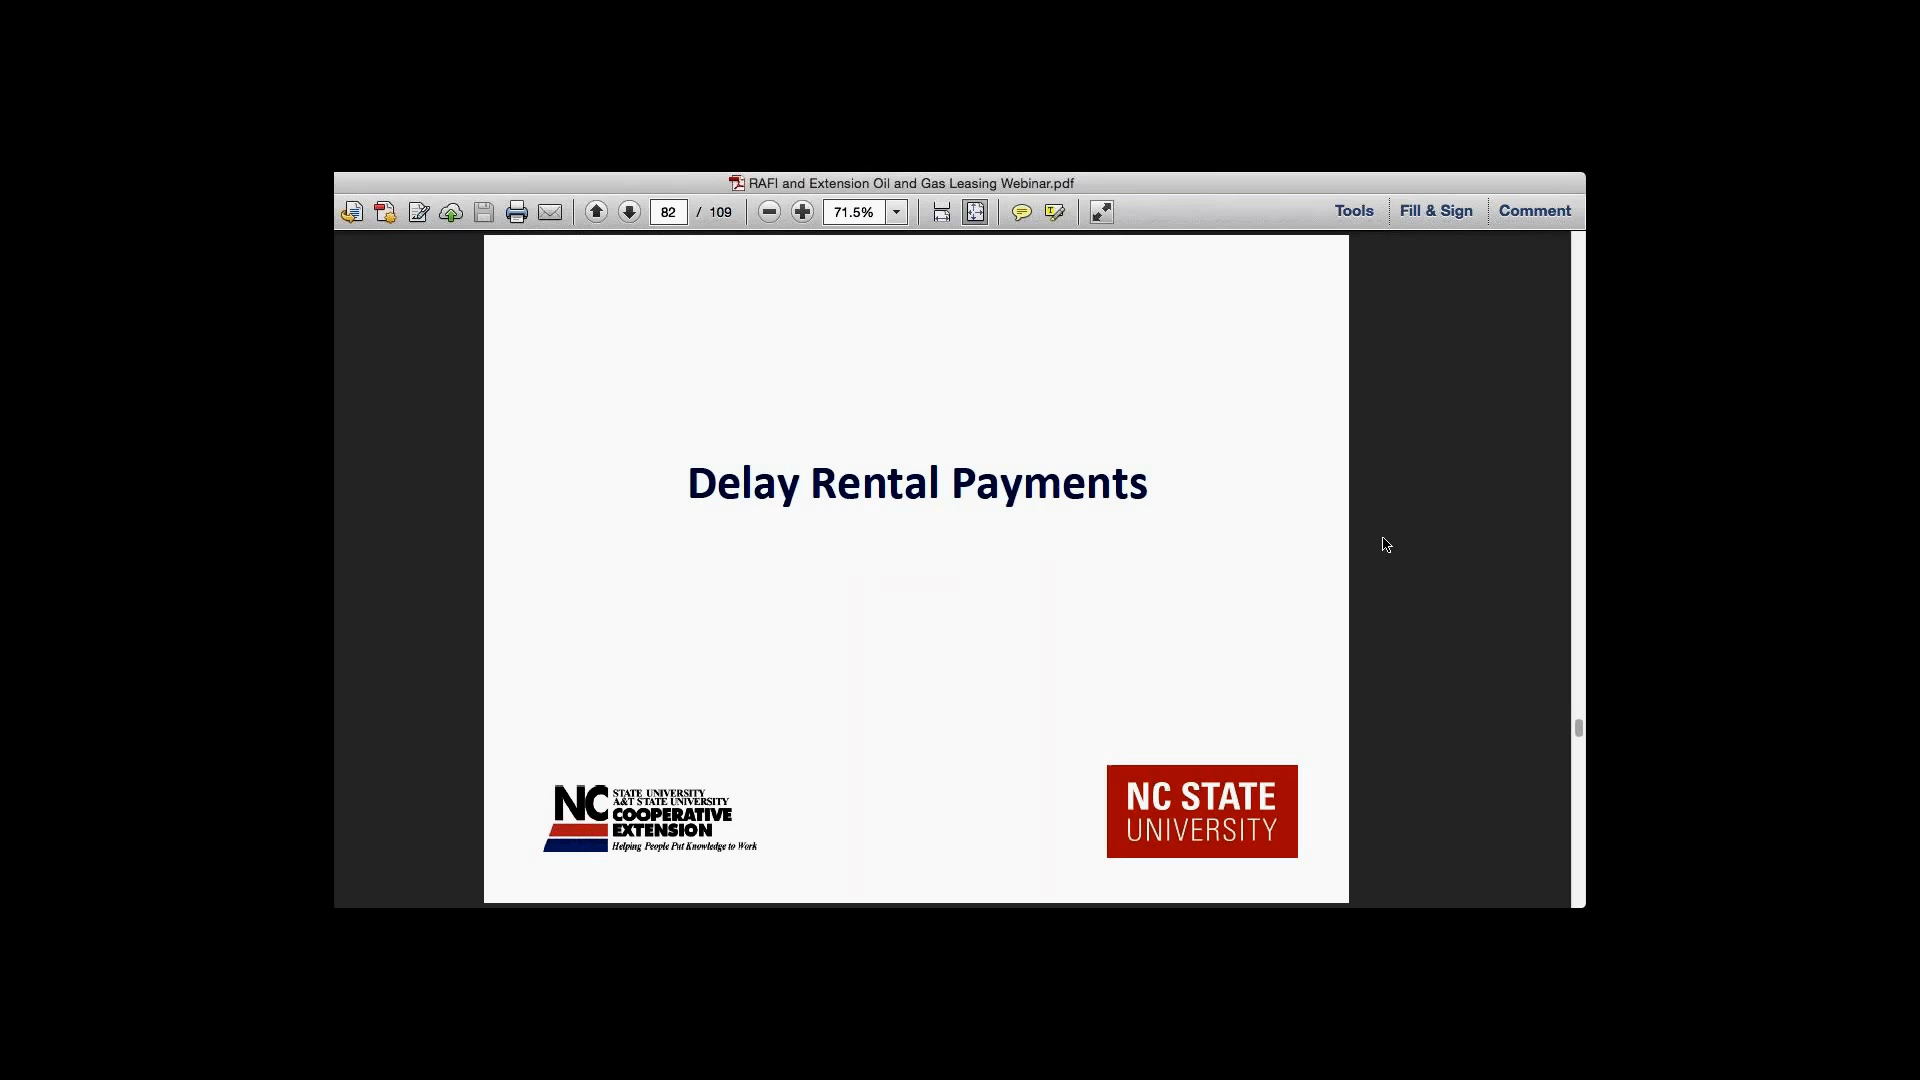 RAFI and Extension Oil and Gas Leasing Webinar.pdf
82 / 109 71.5% Tools Fill & Sign Comment
Delay Rental Payments
NC STATE UNIVERSITY
A&T STATE UNIVERSITY
COOPERATIVE
EXTENSION
Helping People Put Knowledge to Work
NC STATE
UNIVERSITY